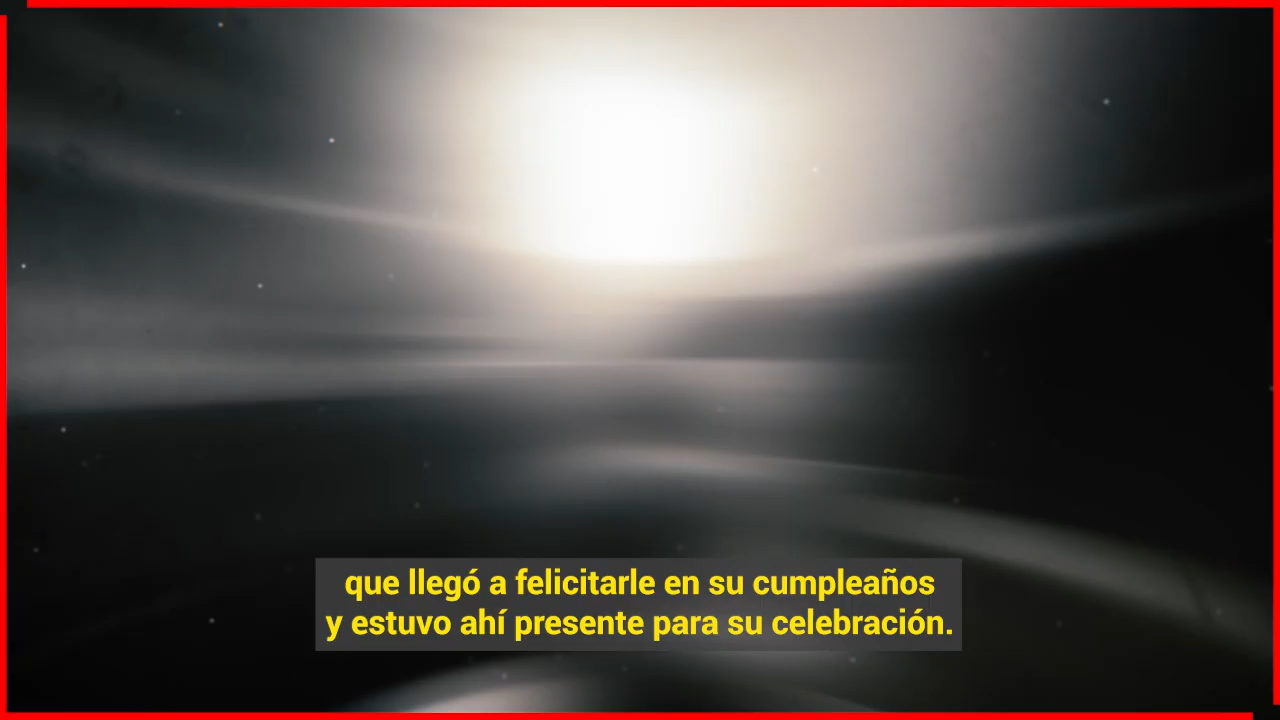 que llegó a felicitarle en su cumpleaños
y estuvo ahí presente para su celebración.